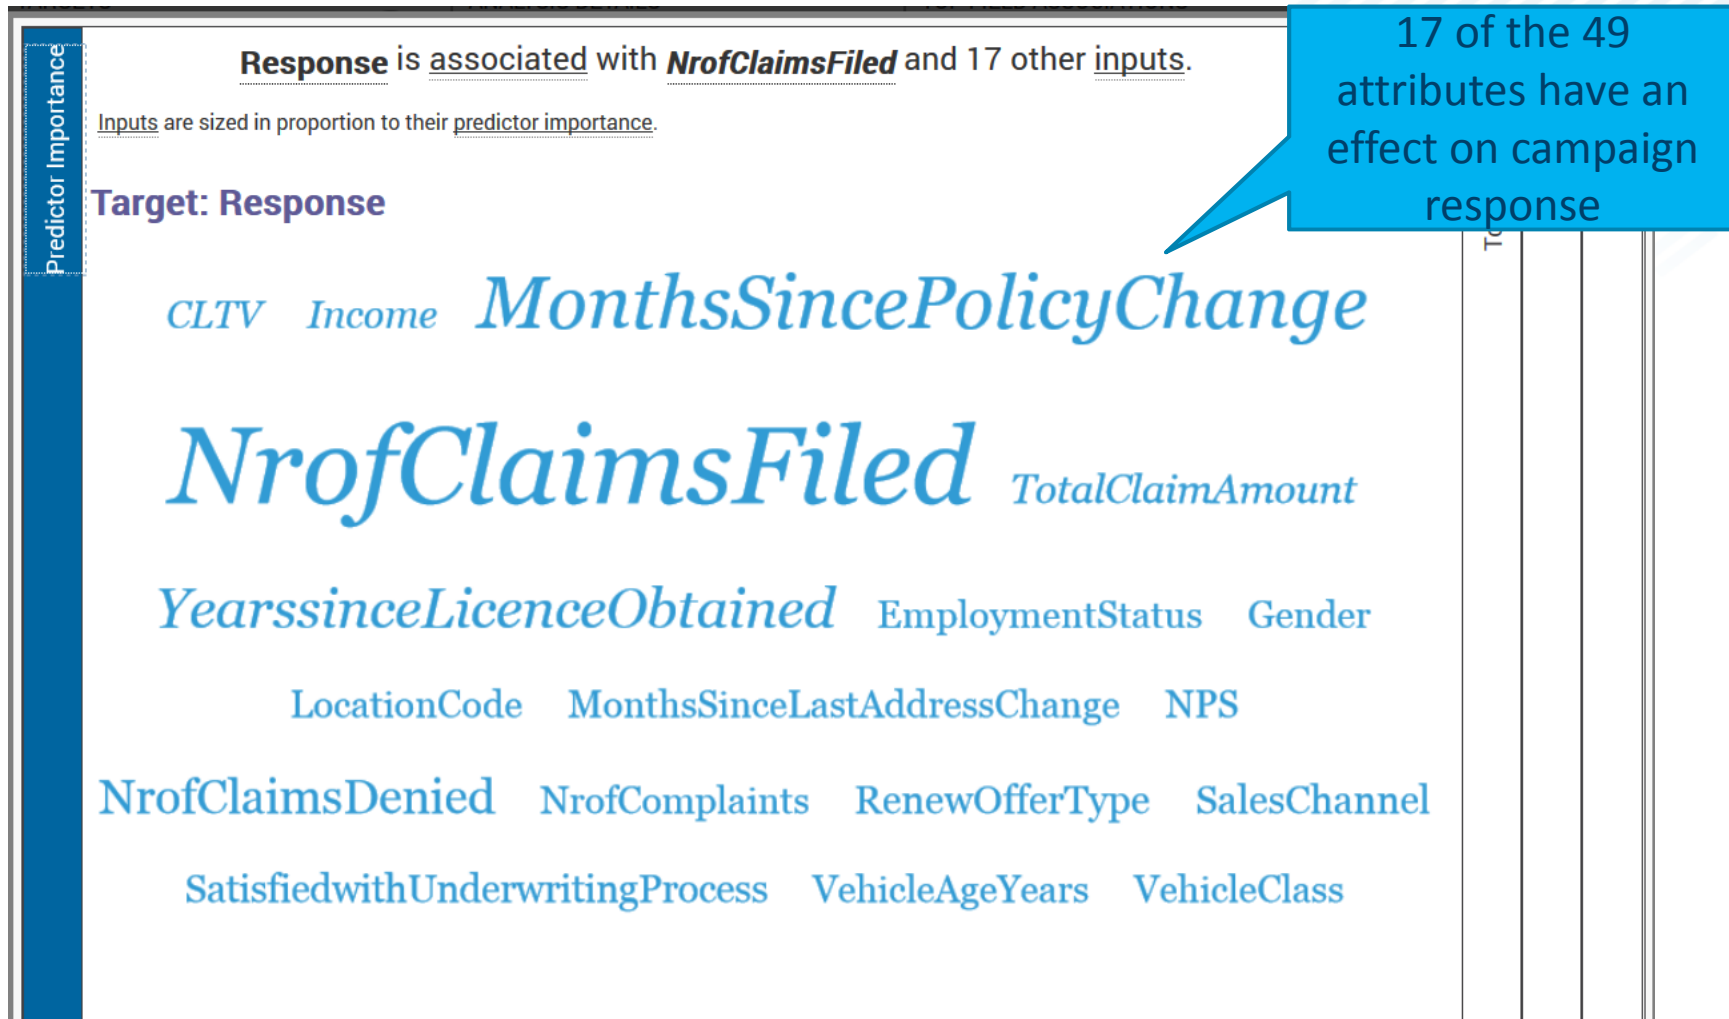 Response is associated with NrofClaimsFiled and 17 other inputs.
Inputs are sized in proportion to their predictor importance.
Predictor Importance
Target: Response
17 of the 49
attributes have an
effect on campaign
response
CLTV Income MonthsSincePolicyChange
NrofClaimsFiled TotalClaimAmount
YearssinceLicenceObtained EmploymentStatus Gender
LocationCode MonthsSinceLastAddressChange NPS
NrofClaimsDenied NrofComplaints RenewOfferType SalesChannel
SatisfiedwithUnderwritingProcess VehicleAgeYears VehicleClass